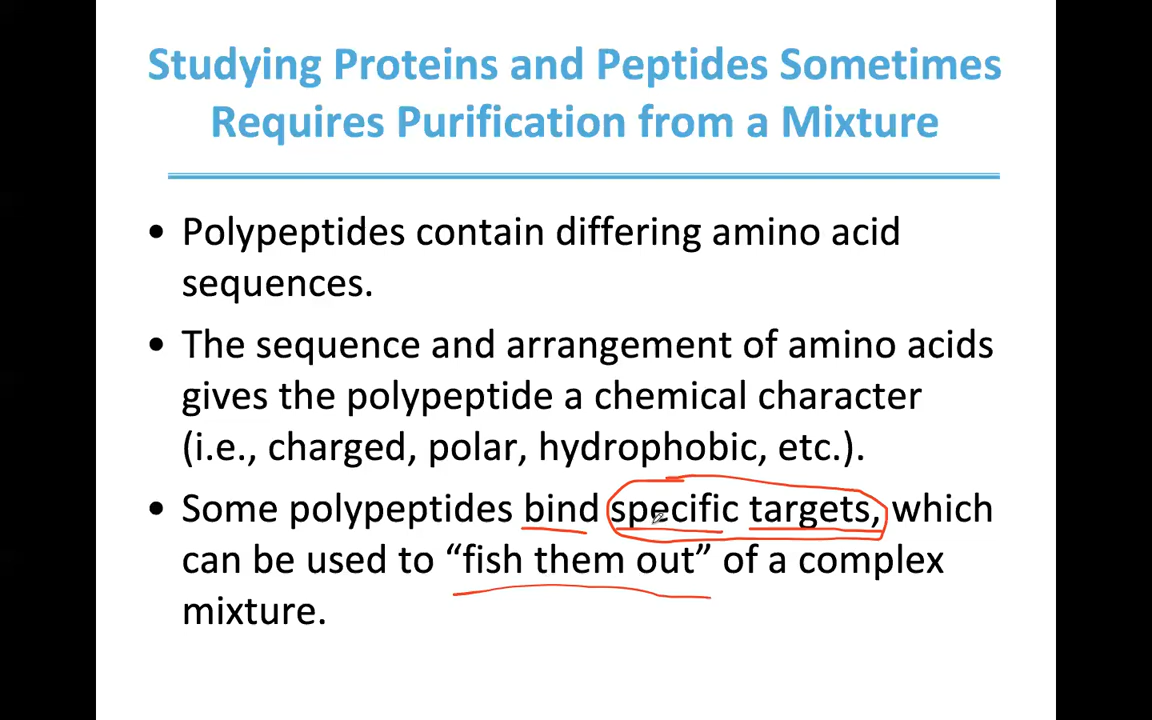 Studying Proteins and Peptides Sometimes
Requires Purification from a Mixture
• Polypeptides contain differing amino acid
sequences.
• The sequence and arrangement of amino acids
gives the polypeptide a chemical character
(i.e., charged, polar, hydrophobic, etc.).
• Some polypeptides bind specific targets, which
can be used to “fish them out” of a complex
mixture.